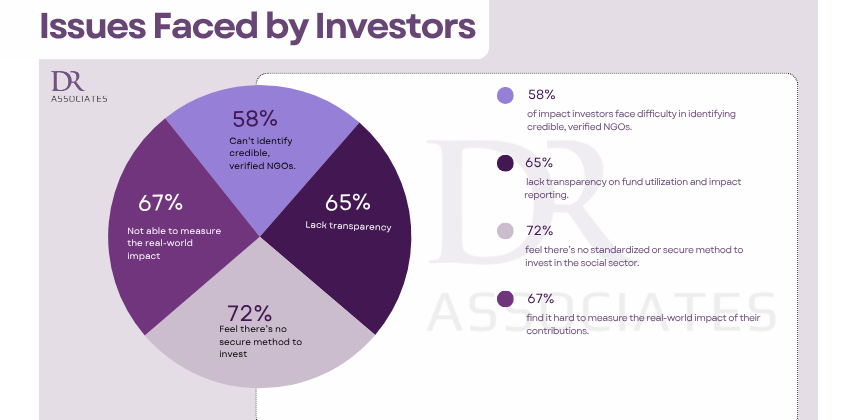 Issues Faced by Investors
DR
ASSOCIATES
58%
Can't identify
credible,
verified NGOs.
65%
Lack transparency
67%
Not able to measure
the real-world
impact
72%
Feel there's no
secure method to
invest
58%
of impact investors face difficulty in identifying
credible, verified NGOs.
65%
lack transparency on fund utilization and impact
reporting.
72%
feel there's no standardized or secure method to
invest in the social sector.
67%
find it hard to measure the real-world impact of their
contributions.
DR
ASSOCIATES